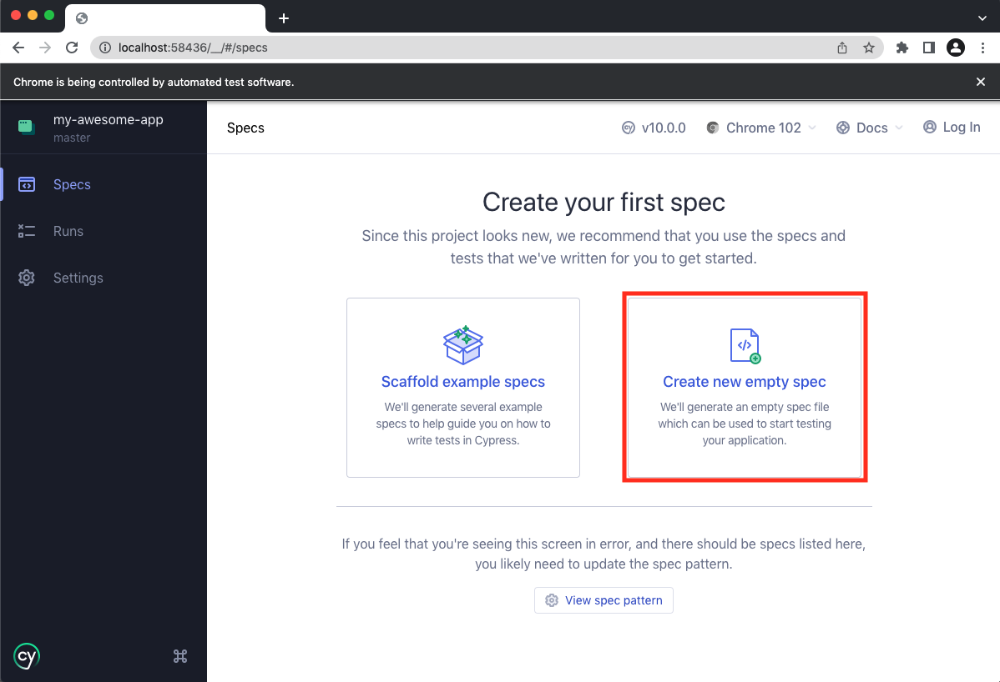 localhost:58436/__/#/specs
Chrome is being controlled by automated test software.
my-awesome-app
master
Specs
Runs
Settings
cy
Specs
v10.0.0
Chrome 102
Docs
Log In
Create your first spec
Since this project looks new, we recommend that you use the specs and
tests that we've written for you to get started.
Scaffold example specs
We'll generate several example
specs to help guide you on how to
write tests in Cypress.
Create new empty spec
We'll generate an empty spec file
which can be used to start testing
your application.
If you feel that you're seeing this screen in error, and there should be specs listed here,
you likely need to update the spec pattern.
View spec pattern